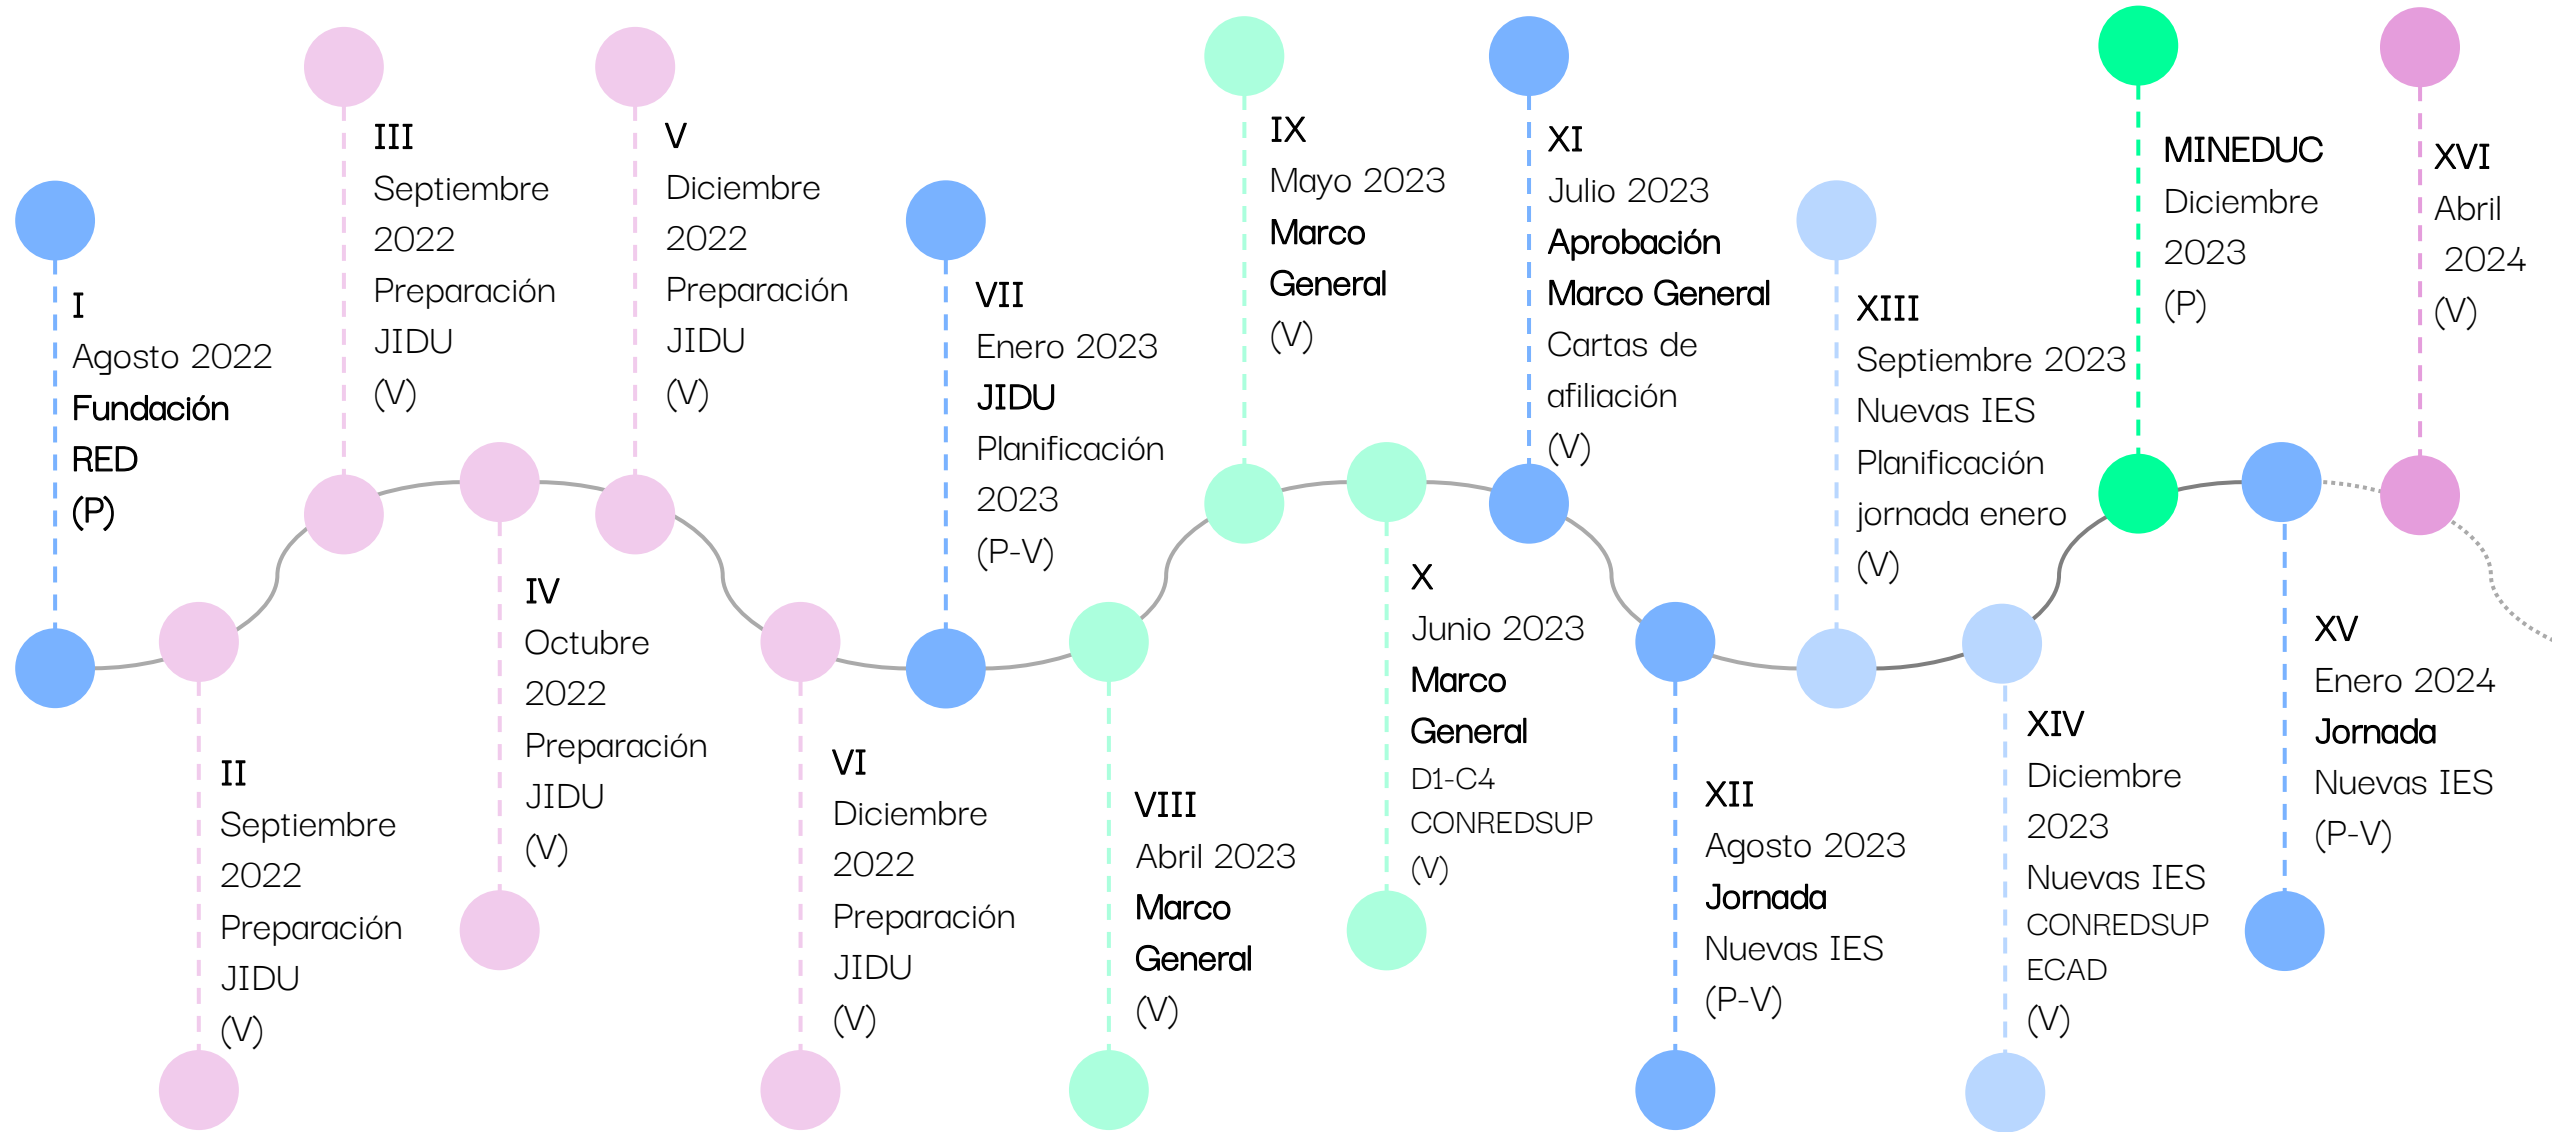 I
Agosto 2022
Fundación
RED
(P)
II
Septiembre
2022
Preparación
JIDU
(V)
III
Septiembre
2022
Preparación
JIDU
(V)
IV
Octubre
2022
Preparación
JIDU
(V)
V
Diciembre
2022
Preparación
JIDU
(V)
VI
Diciembre
2022
Preparación
JIDU
(V)
VII
Enero 2023
JIDU
Planificación
2023
(P-V)
VIII
Abril 2023
Marco
General
(V)
IX
Mayo 2023
Marco
General
(V)
X
Junio 2023
Marco
General
D1-C4
CONREDSUP
(V)
XI
Julio 2023
Aprobación
Marco General
Cartas de
afiliación
(V)
XII
Agosto 2023
Jornada
Nuevas IES
(P-V)
XIII
Septiembre 2023
Nuevas IES
Planificación
jornada enero
(V)
XIV
Diciembre
2023
Nuevas IES
CONREDSUP
ECAD
(V)
MINEDUC
Diciembre
2023
(P)
XV
Enero 2024
Jornada
Nuevas IES
(P-V)
XVI
Abril
2024
(V)